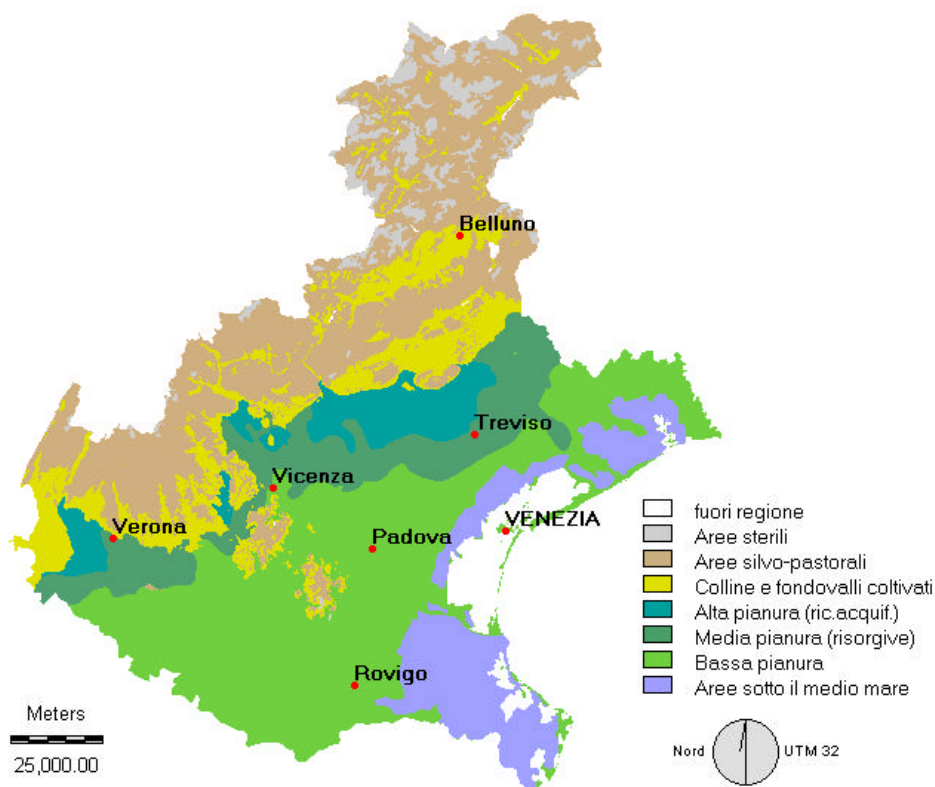 Belluno
Treviso
Vicenza
VENEZIA
Verona
Padova
Rovigo
fuori regione
Aree sterili
Aree silvo-pastorali
Colline e fondovalli coltivati
Alta pianura (ric.acquif.)
Media pianura (risorgive)
Bassa pianura
Aree sotto il medio mare
Meters
25,000.00
Nord UTM 32